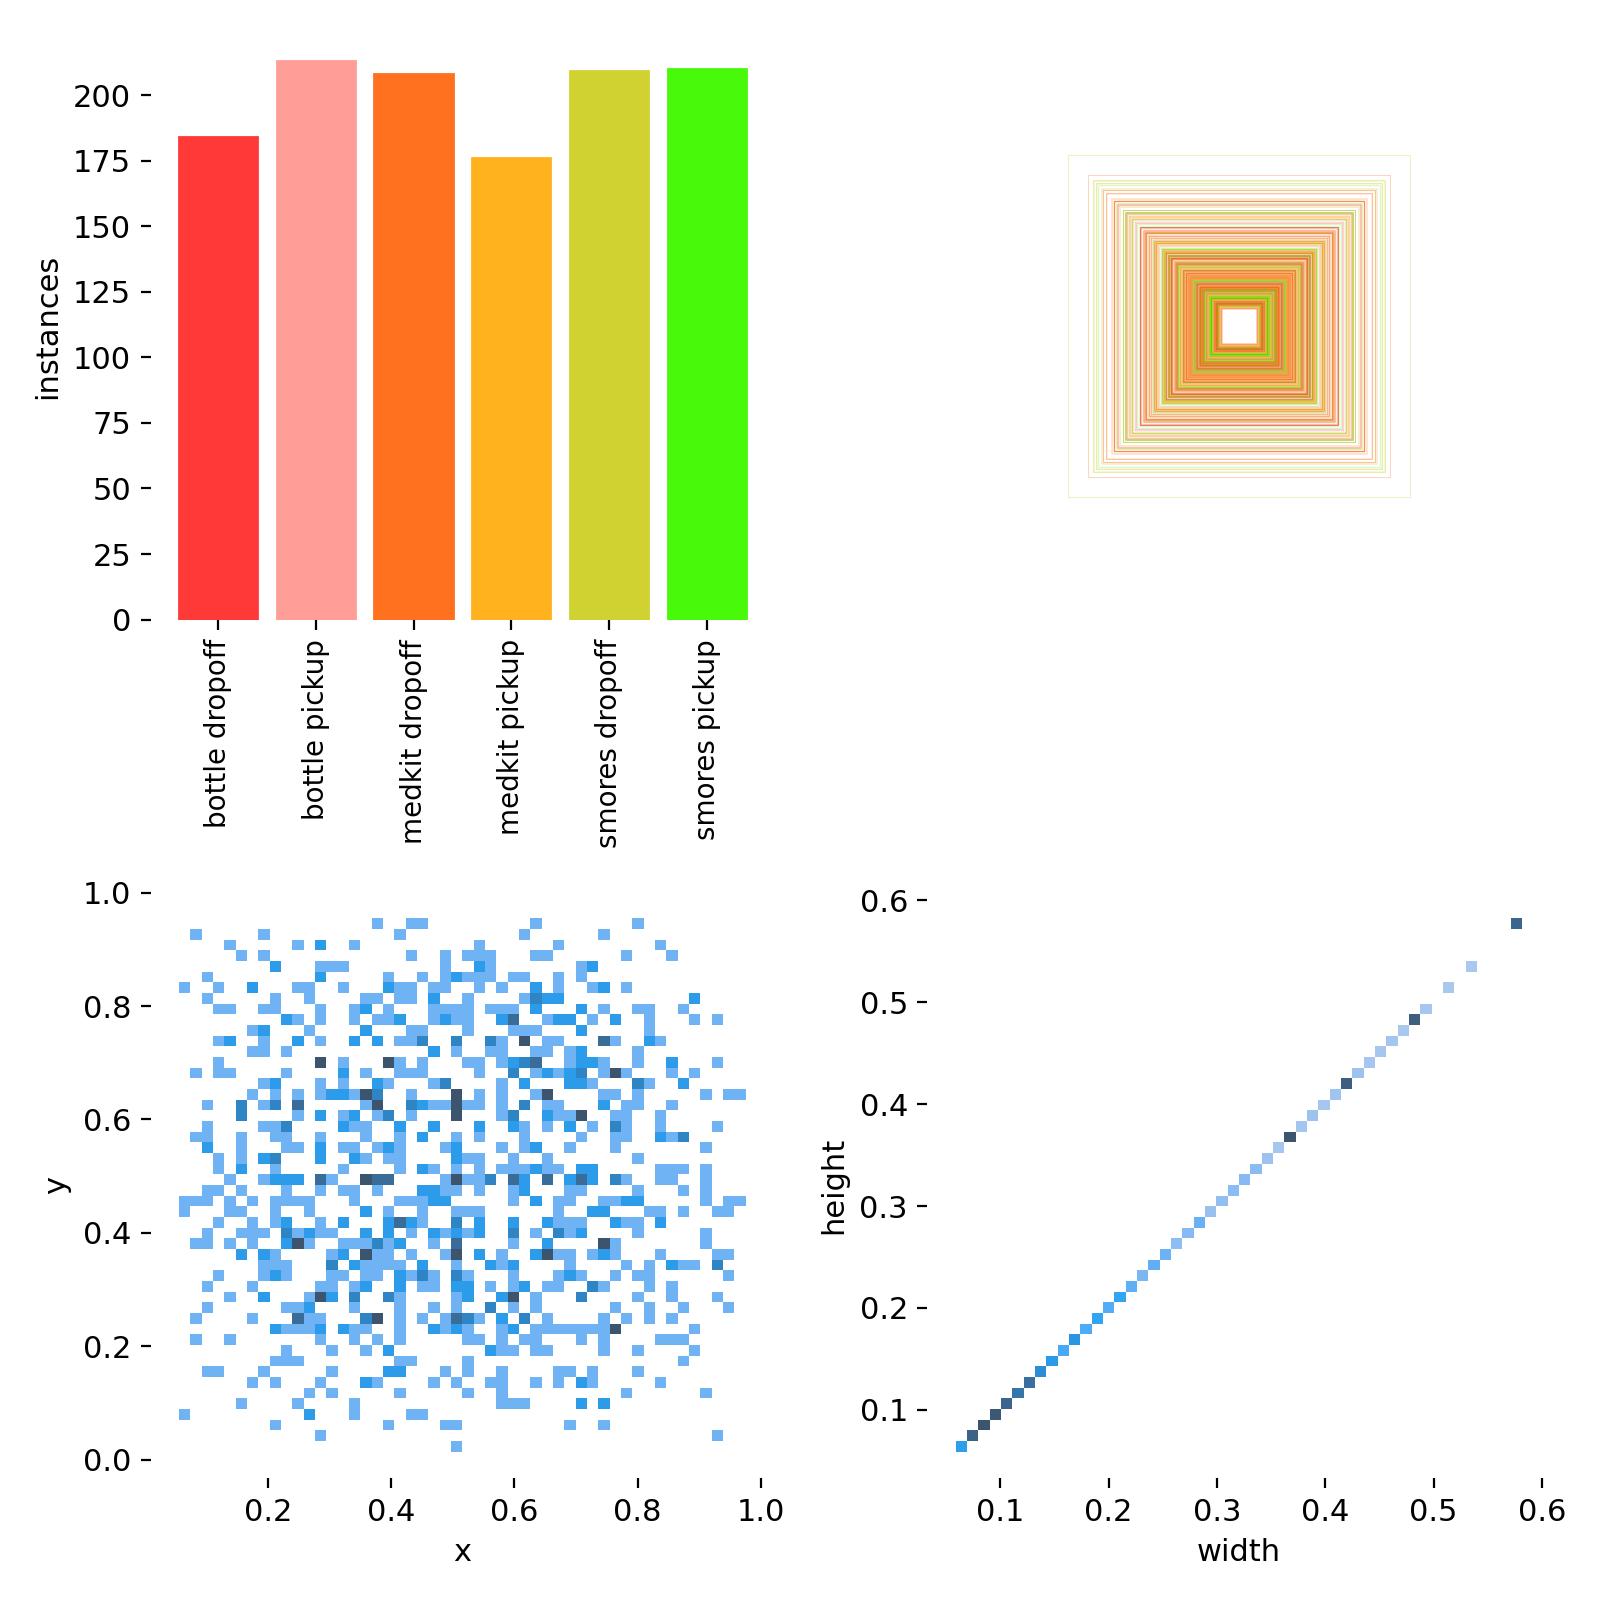 200
175
150
125
100
75
50
25
0
instances
bottle dropoff
bottle pickup
medkit dropoff
medkit pickup
smores dropoff
smores pickup
1.0
0.8
0.6
0.4
0.2
0.0
y
0.2 0.4 0.6 0.8 1.0
x
0.6
0.5
0.4
0.3
0.2
0.1
height
0.1 0.2 0.3 0.4 0.5 0.6
width